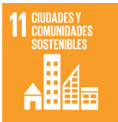 11 CIUDADES Y
COMUNIDADES
SOSTENIBLES